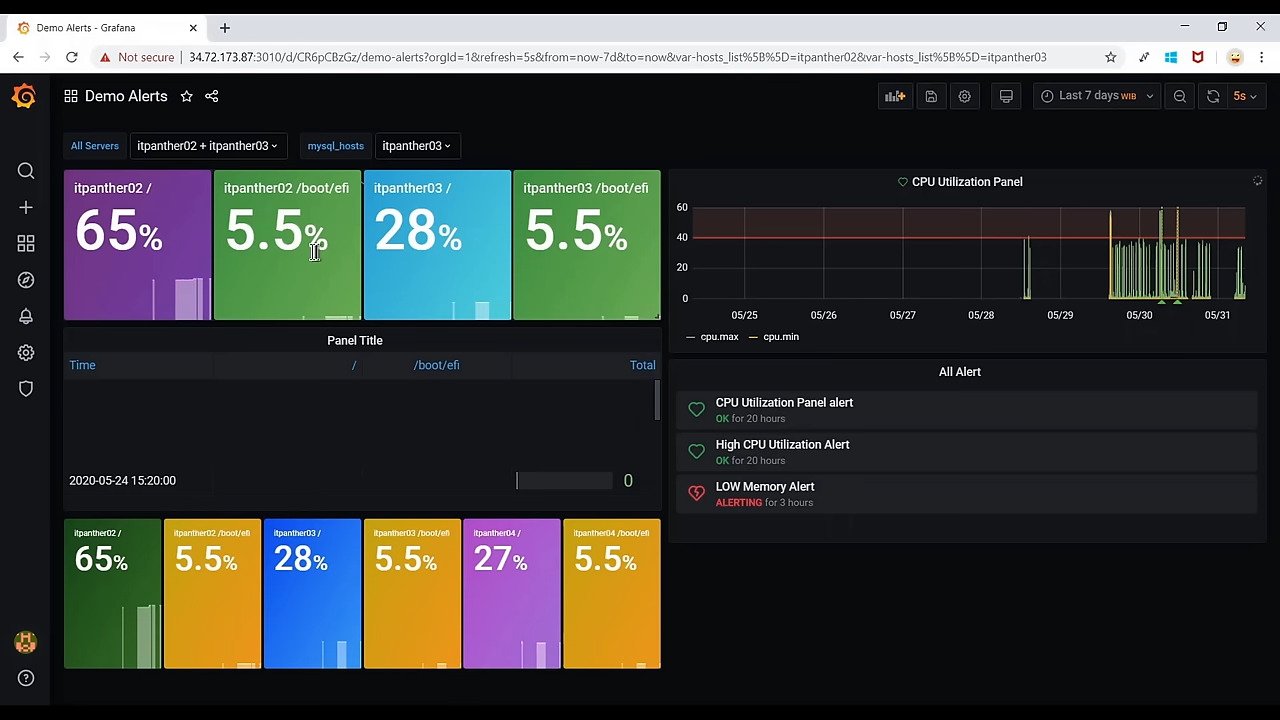 Demo Alerts - Grafana
Not secure 34.72.173.87:3010/d/CR6pCBzGz/demo-alerts?orgId=1&refresh=5s&from=now-7d&to=now&var-hosts_list%5B%5D=itpanther02&var-hosts_list%5B%5D=itpanther03
Demo Alerts
Last 7 days WIB
5s
All Servers
itpanther02 + itpanther03
mysql_hosts
itpanther03
itpanther02 /
65%
itpanther02 /boot/efi
5.5%
itpanther03 /
28%
itpanther03 /boot/efi
5.5%
CPU Utilization Panel
60
40
20
0
05/25 05/26 05/27 05/28 05/29 05/30 05/31
cpu.max cpu.min
Panel Title
Time / /boot/efi Total
2020-05-24 15:20:00 0
All Alert
CPU Utilization Panel alert
OK for 20 hours
High CPU Utilization Alert
OK for 20 hours
LOW Memory Alert
ALERTING for 3 hours
itpanther02 /
65%
itpanther02 /boot/efi
5.5%
itpanther03 /
28%
itpanther03 /boot/efi
5.5%
itpanther04 /
27%
itpanther04 /boot/efi
5.5%